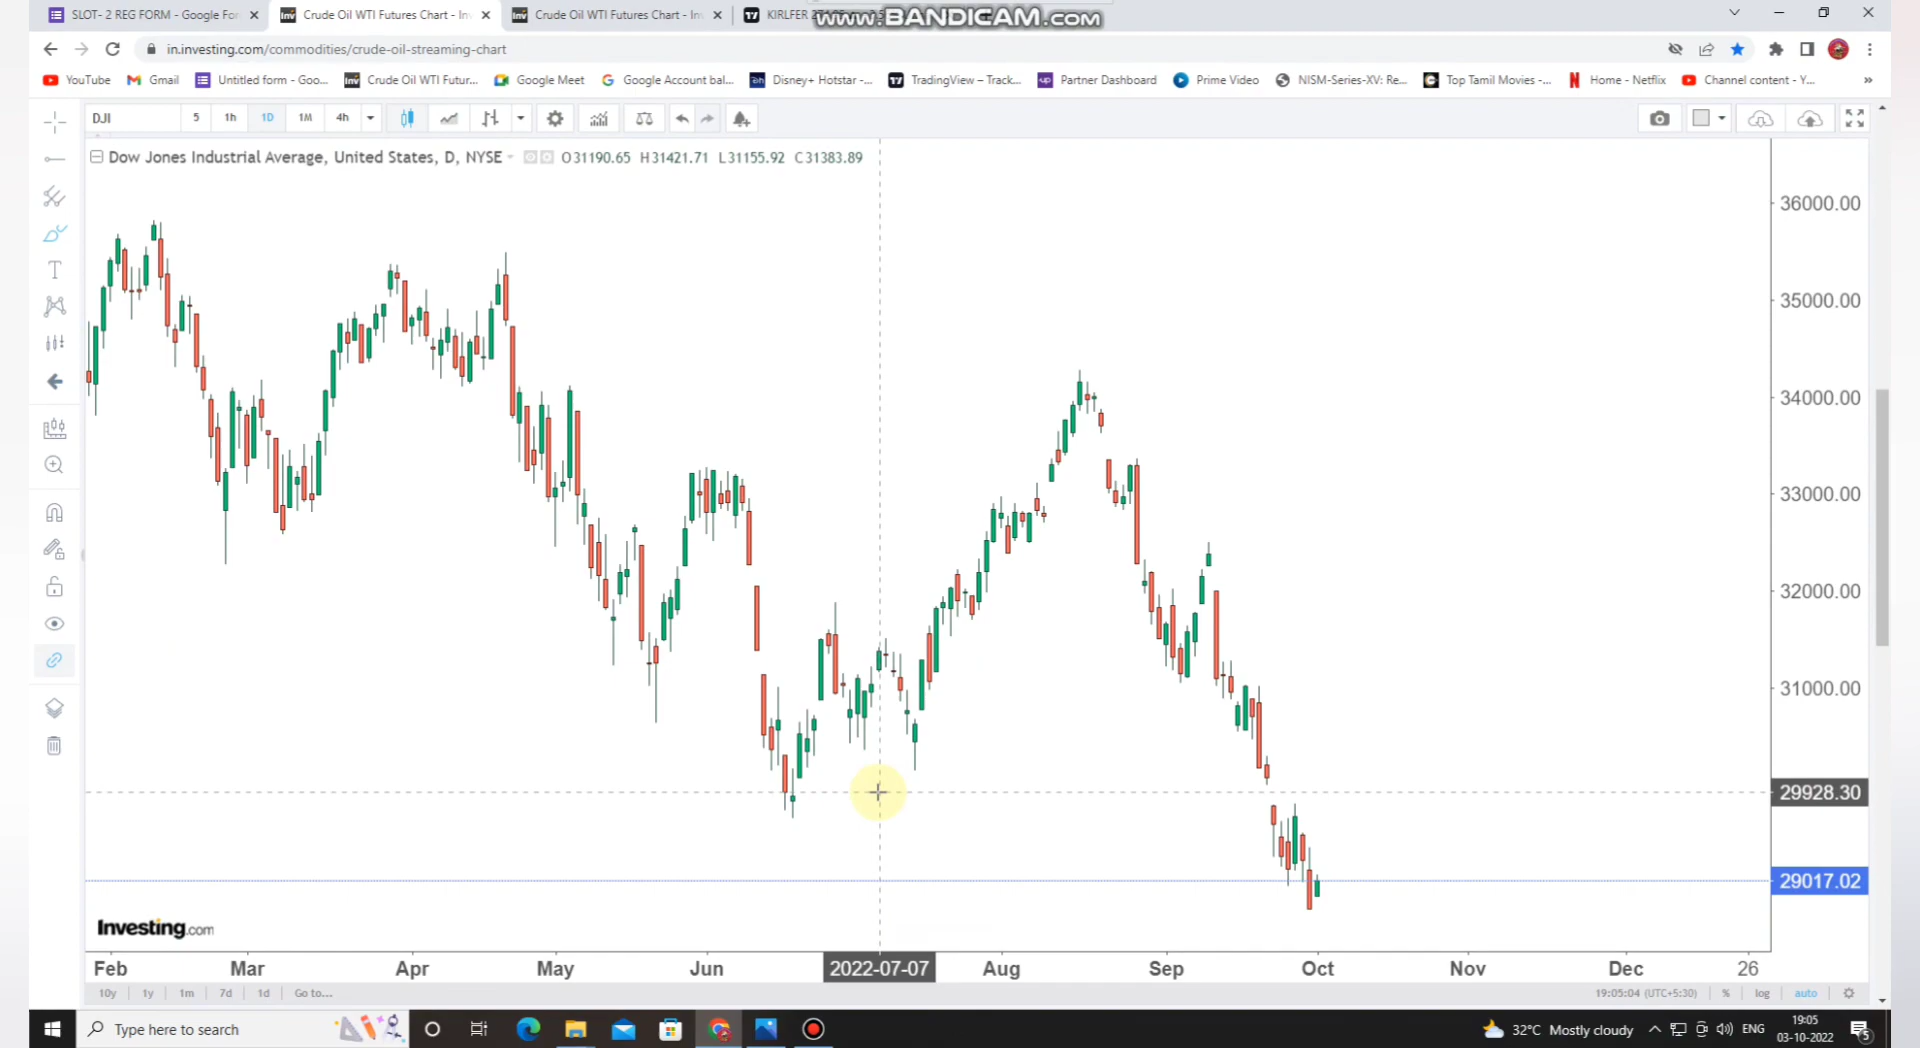 SLOT- 2 REG FORM - Google For
Crude Oil WTI Futures Chart - Inv
Crude Oil WTI Futures Chart - In
KIRLFER
www.BANDICAM.com
in.investing.com/commodities/crude-oil-streaming-chart
YouTube
Gmail
Untitled form - Goo...
Crude Oil WTI Futur...
Google Meet
Google Account bal...
Disney+ Hotstar -...
TradingView – Track...
Partner Dashboard
Prime Video
NISM-Series-XV: Re...
Top Tamil Movies -...
Home - Netflix
Channel content - Y...
DJI 5 1h 1D 1M 4h
Dow Jones Industrial Average, United States, D, NYSE O31190.65 H31421.71 L31155.92 C31383.89
36000.00
35000.00
34000.00
33000.00
32000.00
31000.00
29928.30
29017.02
Investing.com
Feb Mar Apr May Jun 2022-07-07 Aug Sep Oct Nov Dec 26
10y 1y 1m 7d 1d Go to... 19:05:04 (UTC+5:30) % log auto
Type here to search
32°C Mostly cloudy
ENG
19:05
03-10-2022
5